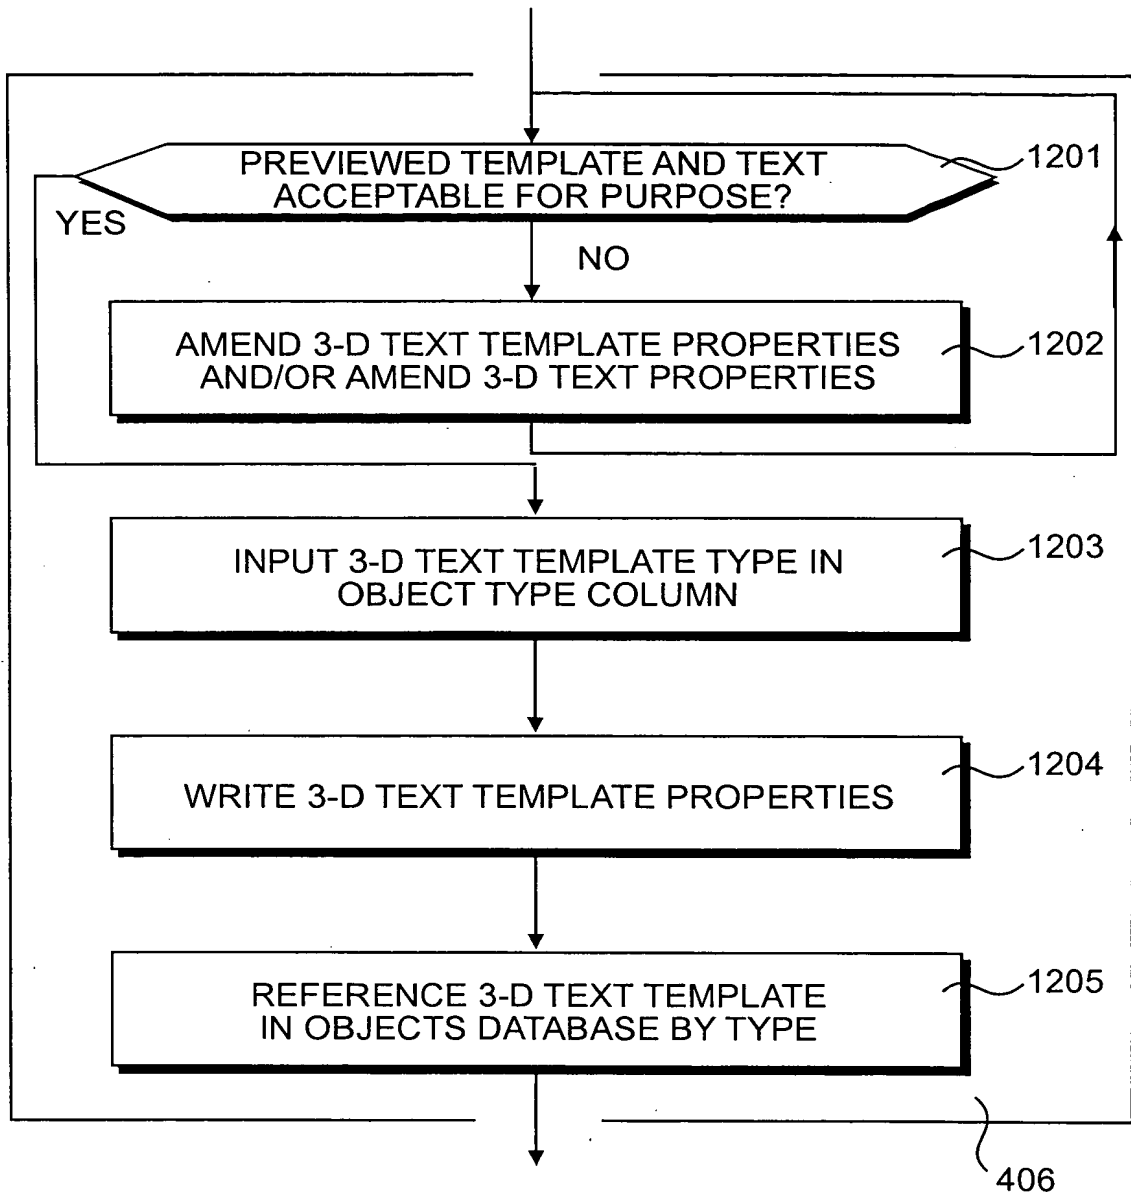 PREVIEWED TEMPLATE AND TEXT
ACCEPTABLE FOR PURPOSE?
1201
YES
NO
AMEND 3-D TEXT TEMPLATE PROPERTIES
AND/OR AMEND 3-D TEXT PROPERTIES
1202
INPUT 3-D TEXT TEMPLATE TYPE IN
OBJECT TYPE COLUMN
1203
WRITE 3-D TEXT TEMPLATE PROPERTIES
1204
REFERENCE 3-D TEXT TEMPLATE
IN OBJECTS DATABASE BY TYPE
1205
406